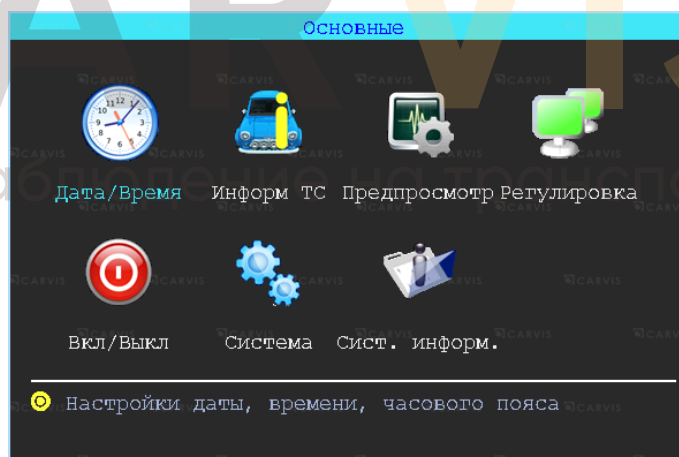 Основные
Дата/Время Информ ТС Предпросмотр Регулировка
Вкл/Выкл Система Сист. информ.
Настройки даты, времени, часового пояса